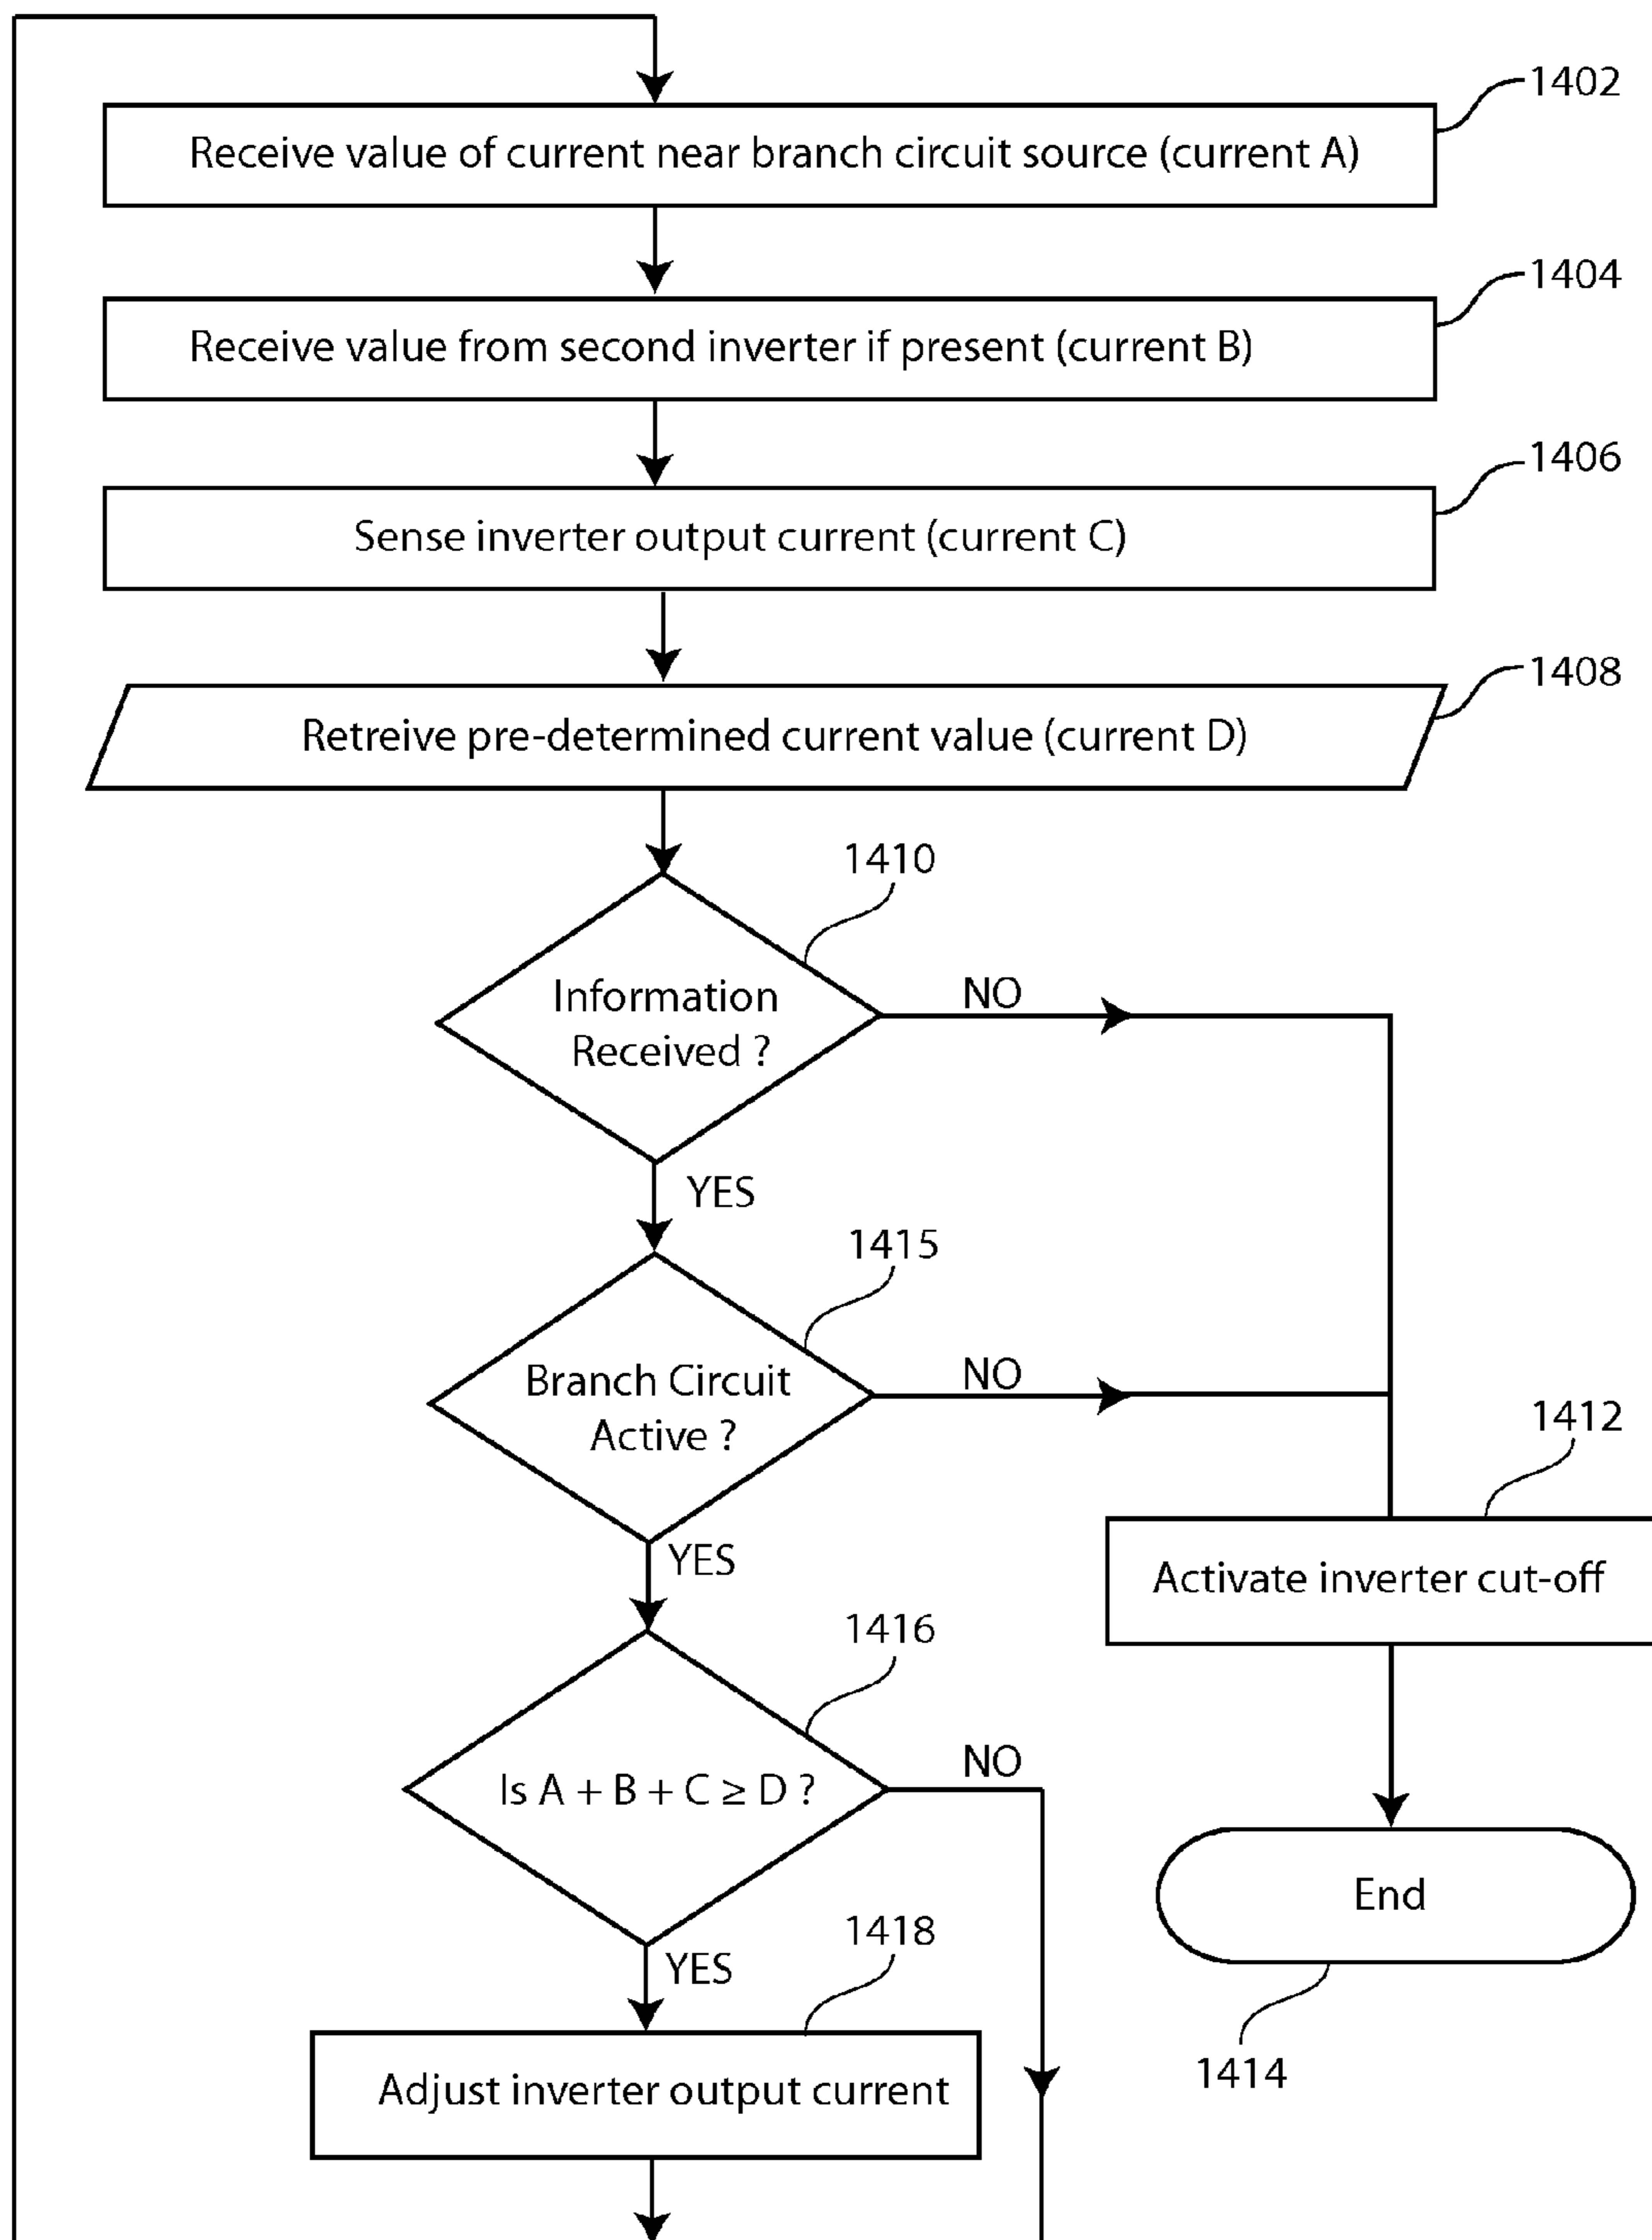 1402
Receive value of current near branch circuit source (current A)
1404
Receive value from second inverter if present (current B)
1406
Sense inverter output current (current C)
1408
Retreive pre-determined current value (current D)
1410
Information
Received ?
NO
YES
1415
Branch Circuit
Active ?
NO
YES
1412
Activate inverter cut-off
1416
Is A + B + C ≥ D ?
NO
YES
End
1414
1418
Adjust inverter output current